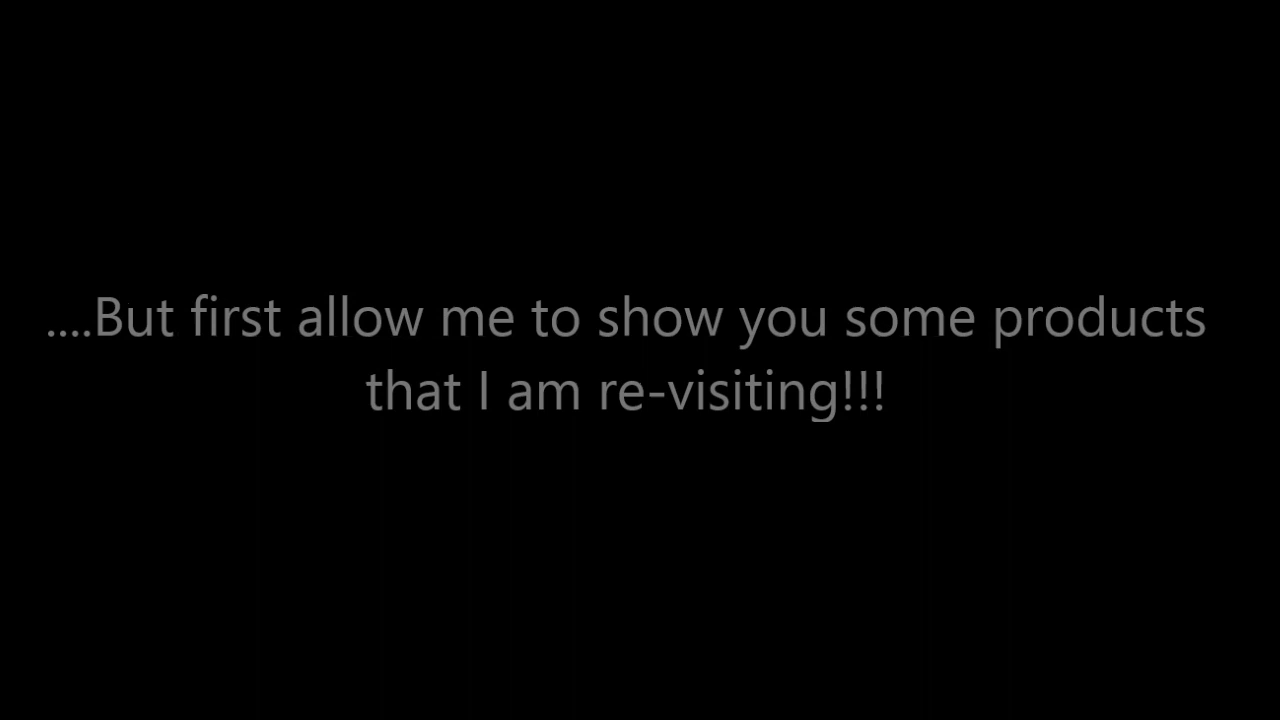 ....But first allow me to show you some products
that I am re-visiting!!!